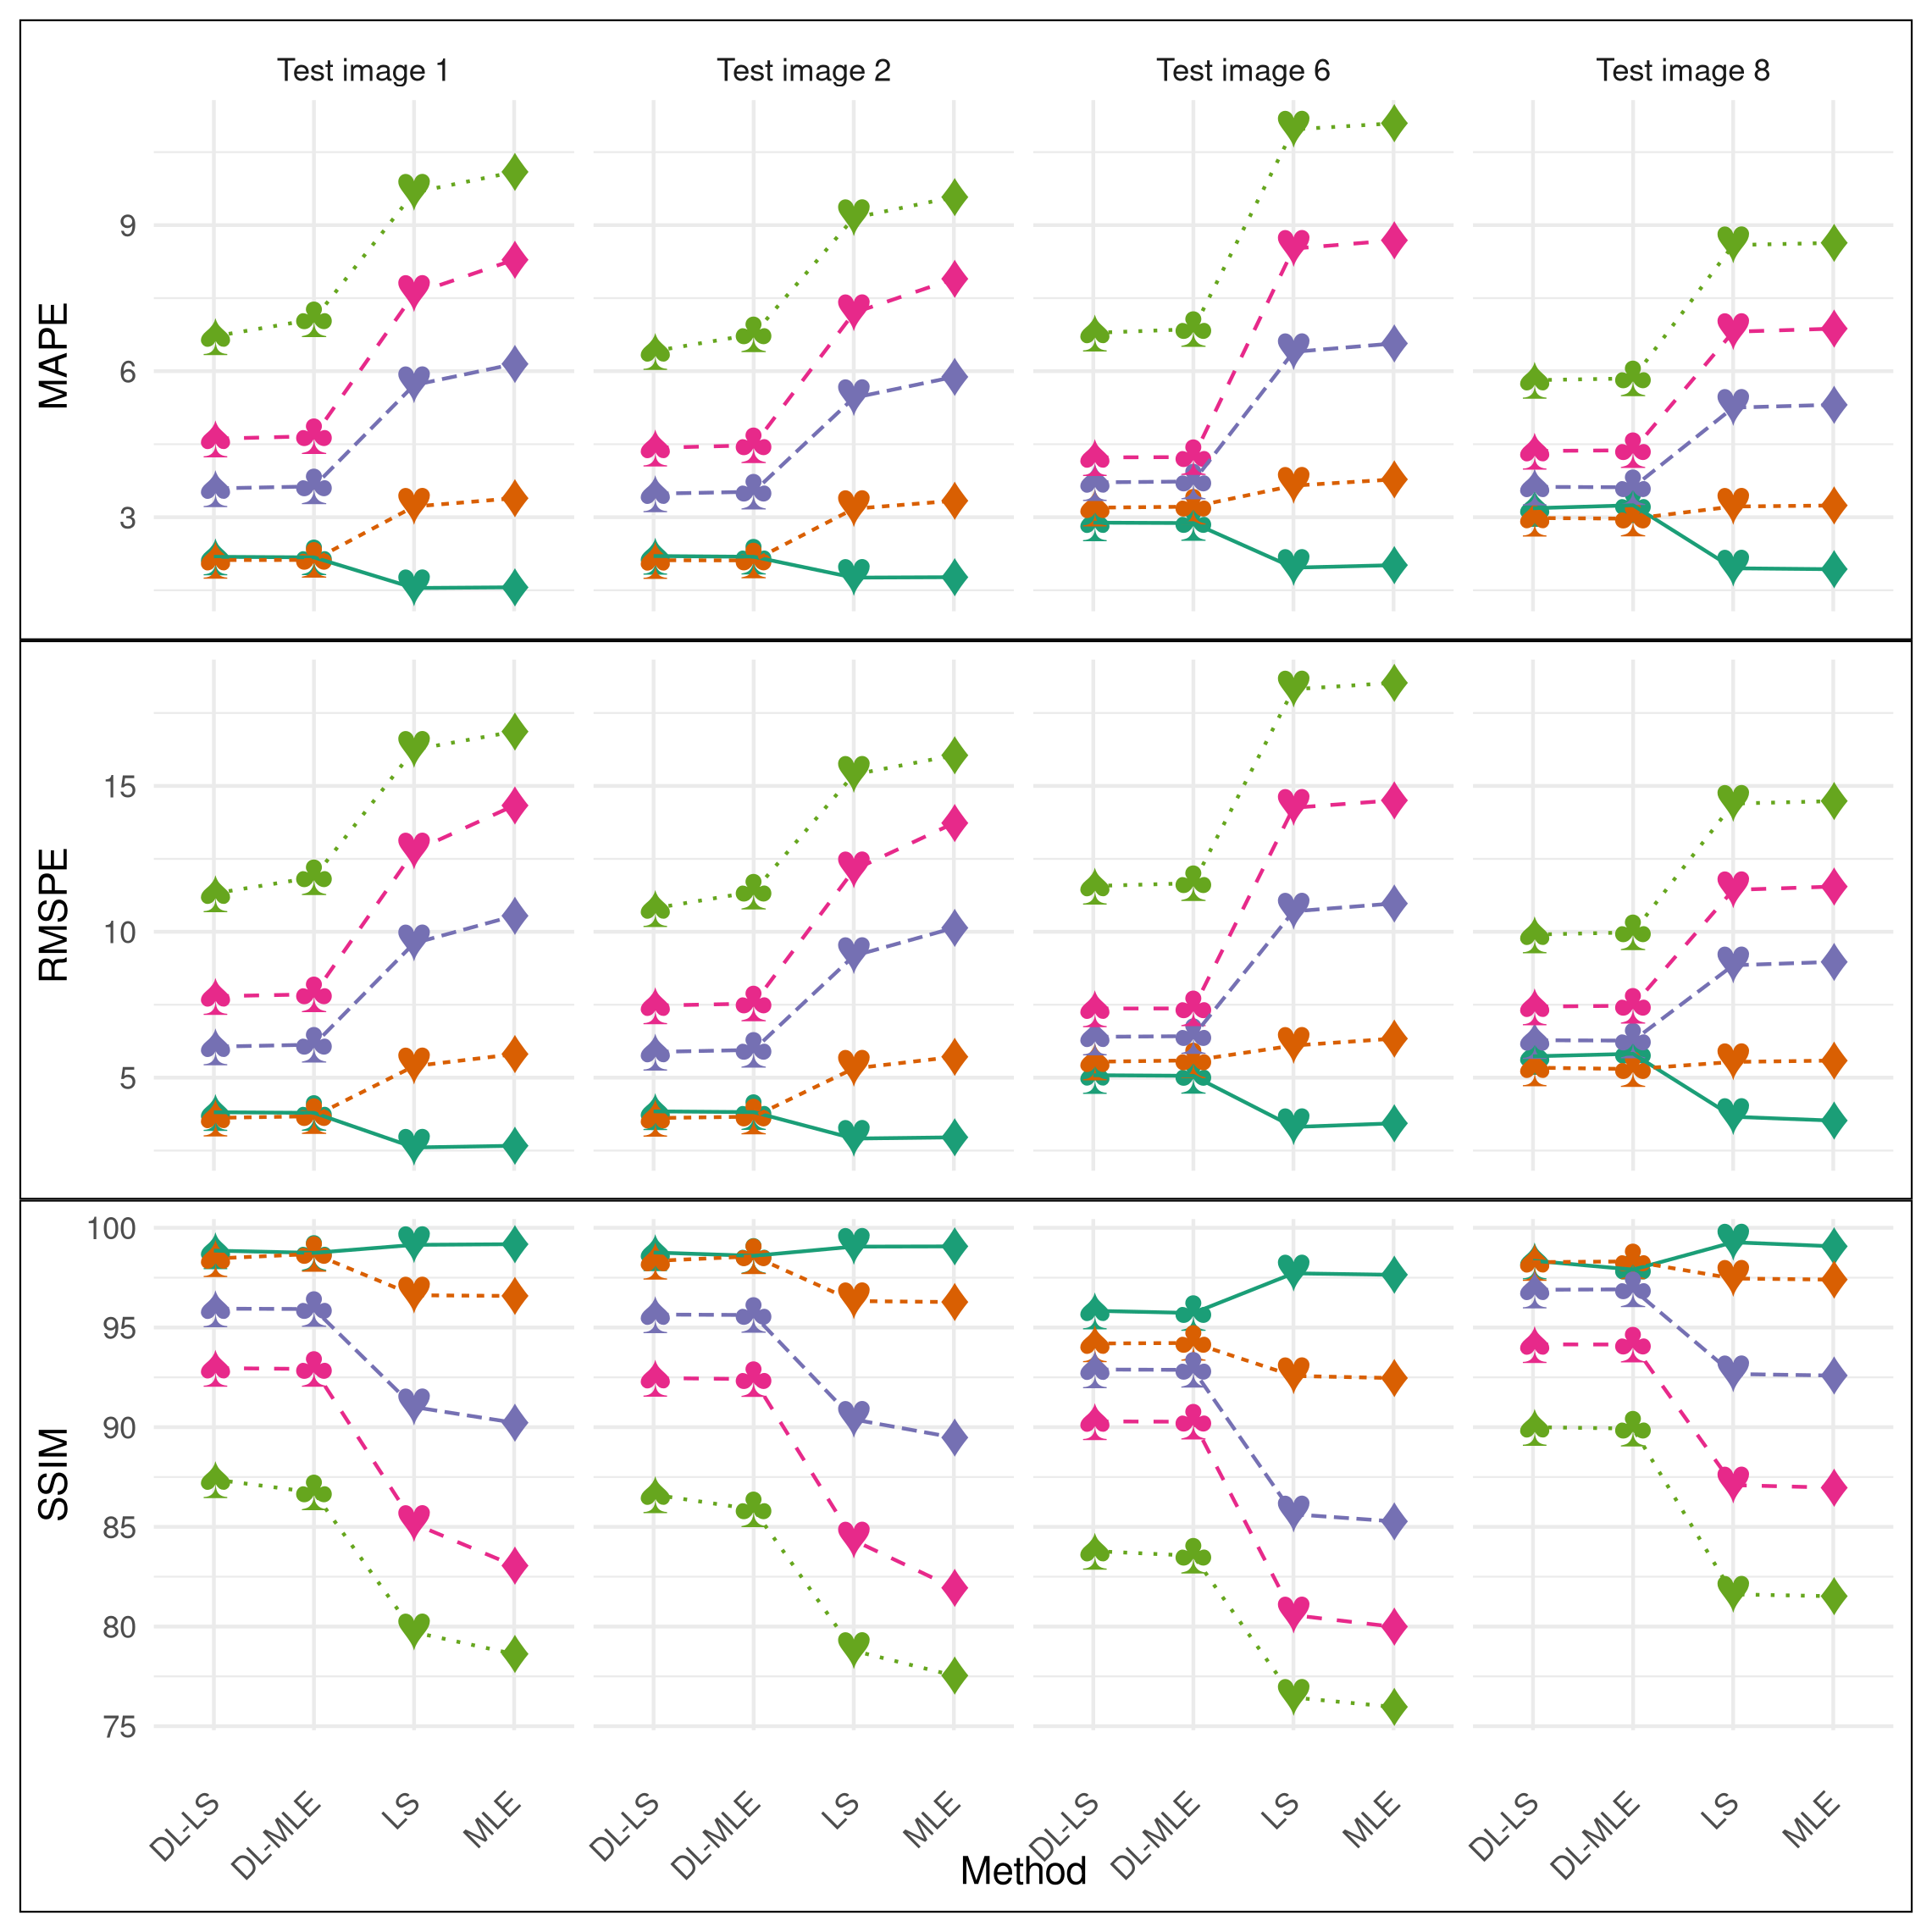 Test image 1 Test image 2 Test image 6 Test image 8
MAPE
9
6
3
RMSPE
15
10
5
SSIM
100
95
90
85
80
75
DL-LS DL-MLE LS MLE DL-LS DL-MLE LS MLE DL-LS DL-MLE LS MLE DL-LS DL-MLE LS MLE
Method